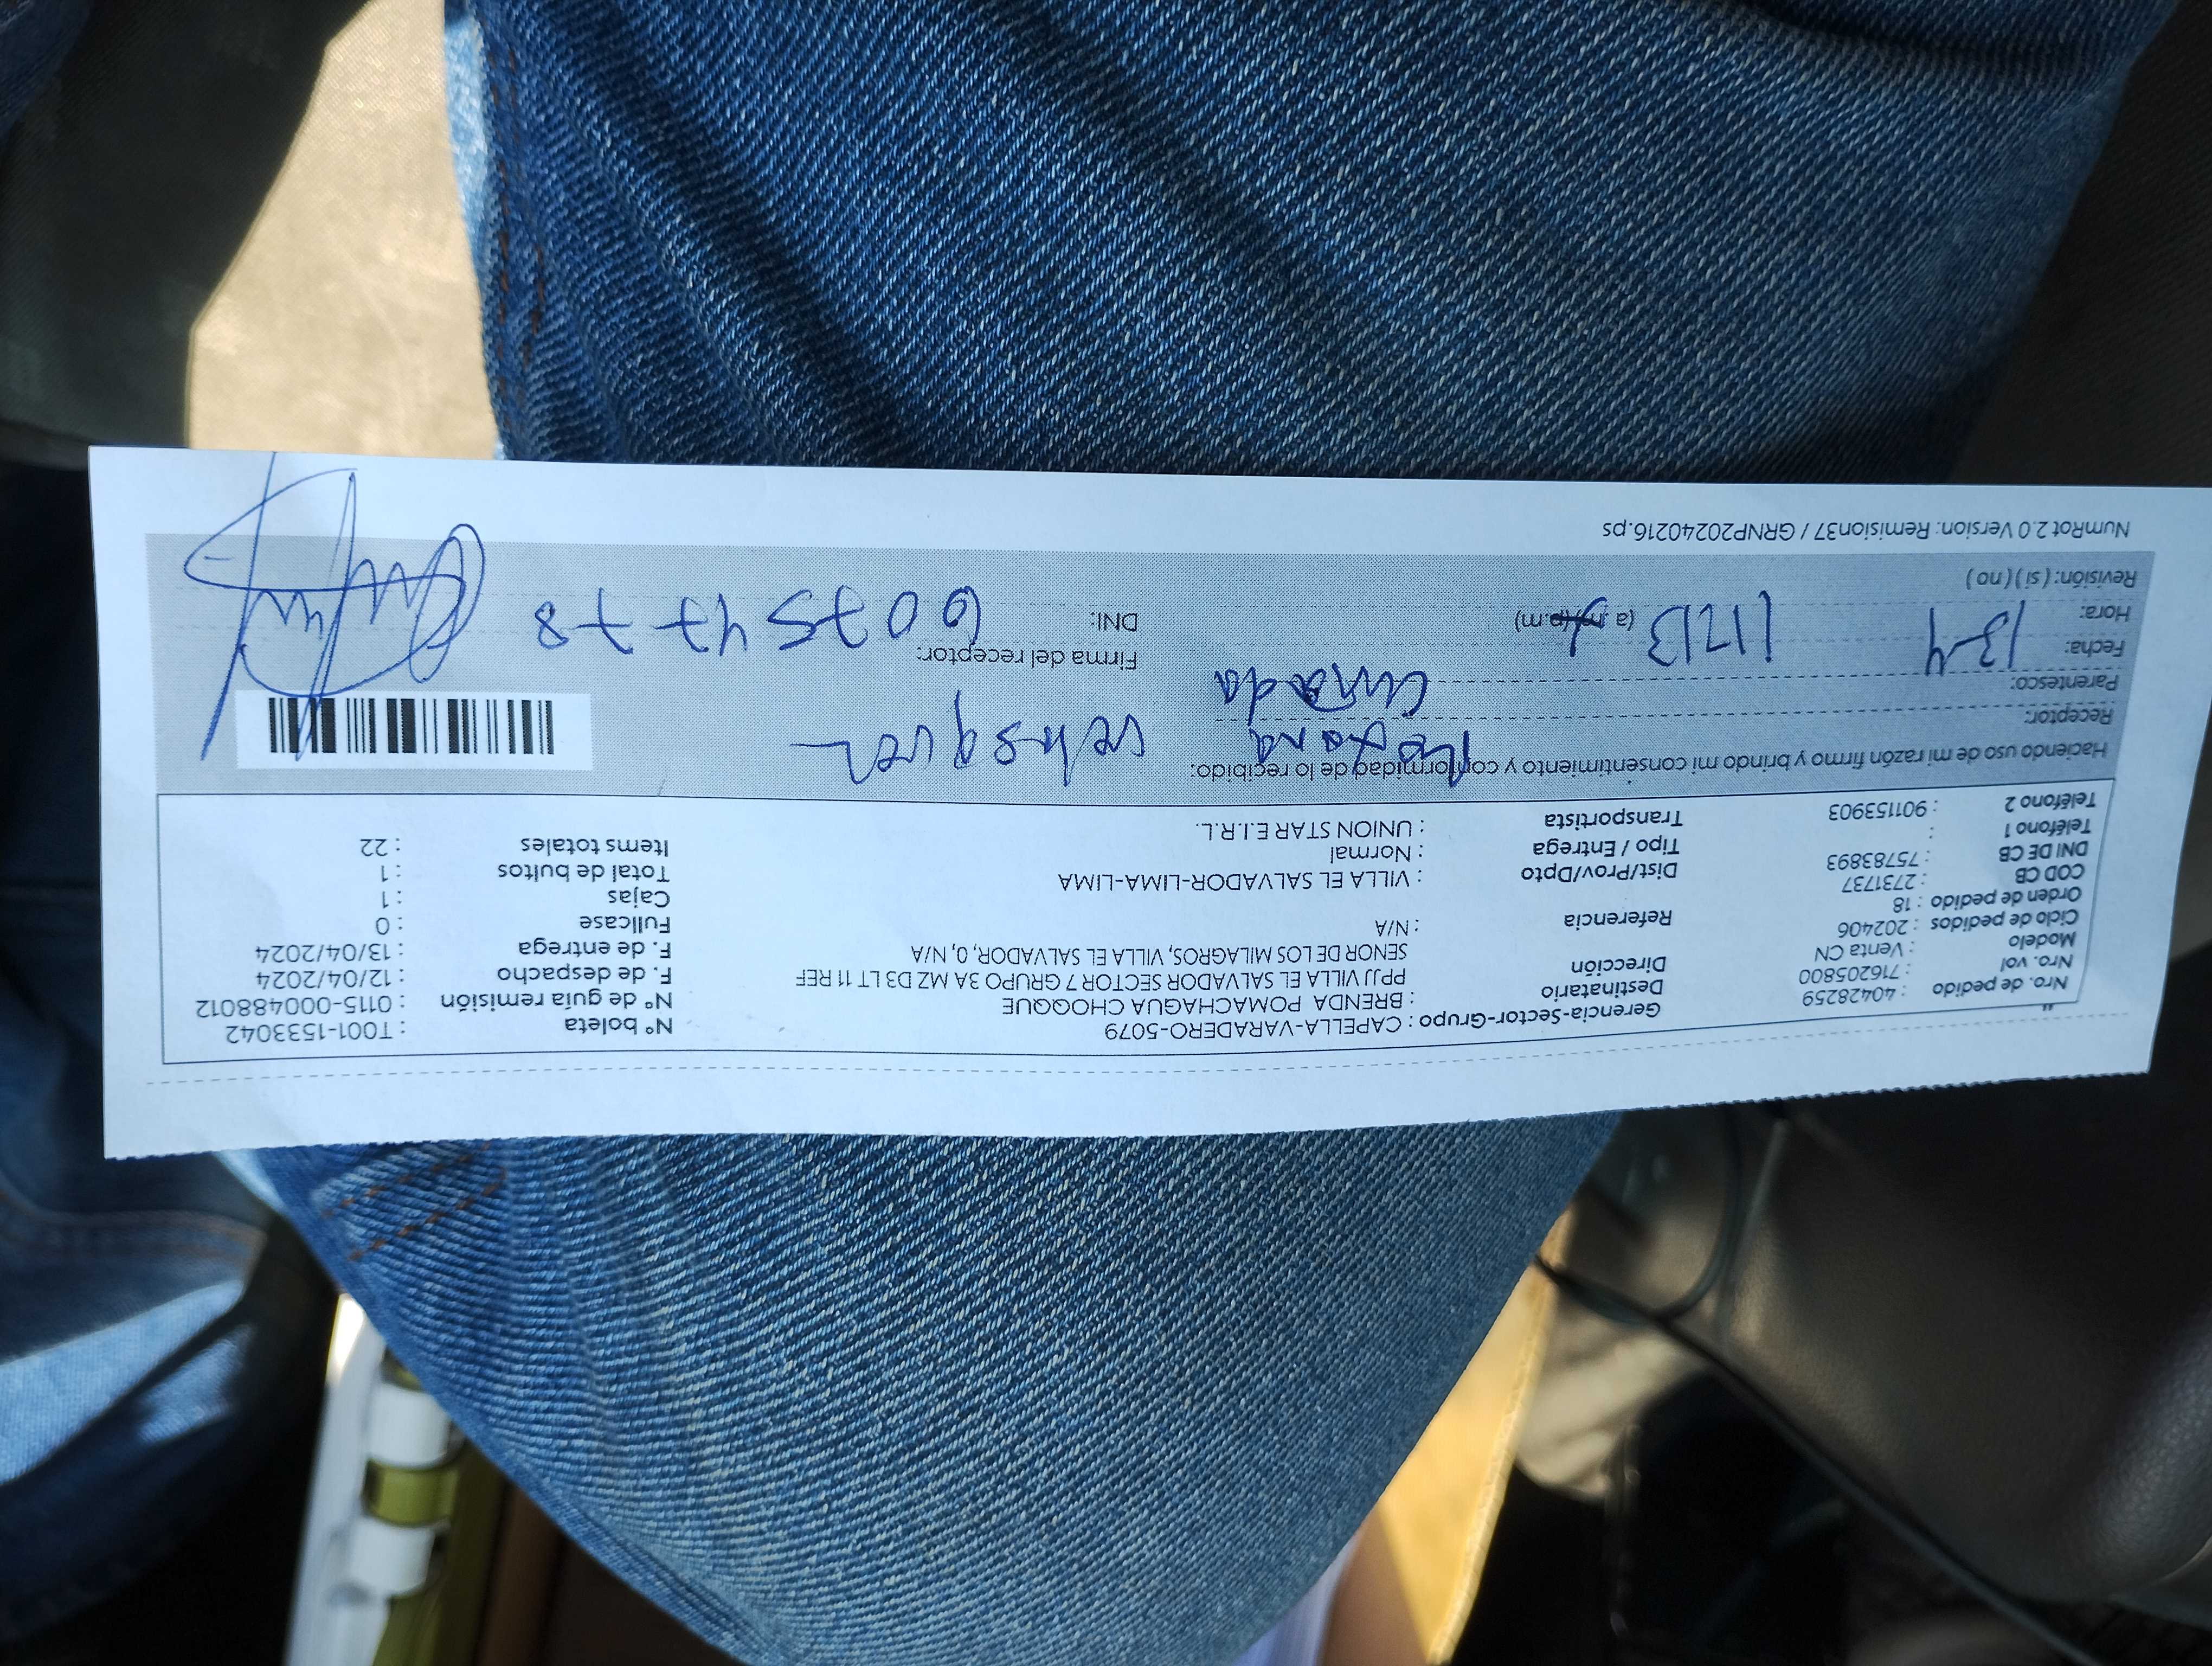 Gerencia-Sector-Grupo : CAPELLA-VARADERO-5079
Nro. de pedido : 40428259
Nro. vol : 716205800
Modelo : Venta CN
Ciclo de pedidos : 202406
Orden de pedido : 18
COD CB : 2731737
DNI DE CB : 75783893
Teléfono 1 :
Teléfono 2 : 901153903
Destinatario : BRENDA POMACHAGUA CHOQQUE
Dirección PPJJ VILLA EL SALVADOR SECTOR 7 GRUPO 3A MZ D3 LT 11 REF
SENOR DE LOS MILAGROS, VILLA EL SALVADOR, 0, N/A
Referencia : N/A
Dist/Prov/Dpto : VILLA EL SALVADOR-LIMA-LIMA
Tipo / Entrega : Normal
Transportista : UNION STAR E.I.R.L.
N° boleta : T001-1533042
N° de guía remisión : 0115-000488012
F. de despacho : 12/04/2024
F. de entrega : 13/04/2024
Fullcase : 0
Cajas : 1
Total de bultos : 1
Items totales : 22
Haciendo uso de mi razón firmo y brindo mi consentimiento y conformidad de lo recibido:
Receptor: Roxana
Parentesco: cuñada
Fecha: 13-4
Hora: (a.m)(p.m)
Revisión: ( si ) ( no )
Firma del receptor:
DNI: 60754778
NumRot 2.0 Version: Remision37 / GRNP20240216.ps